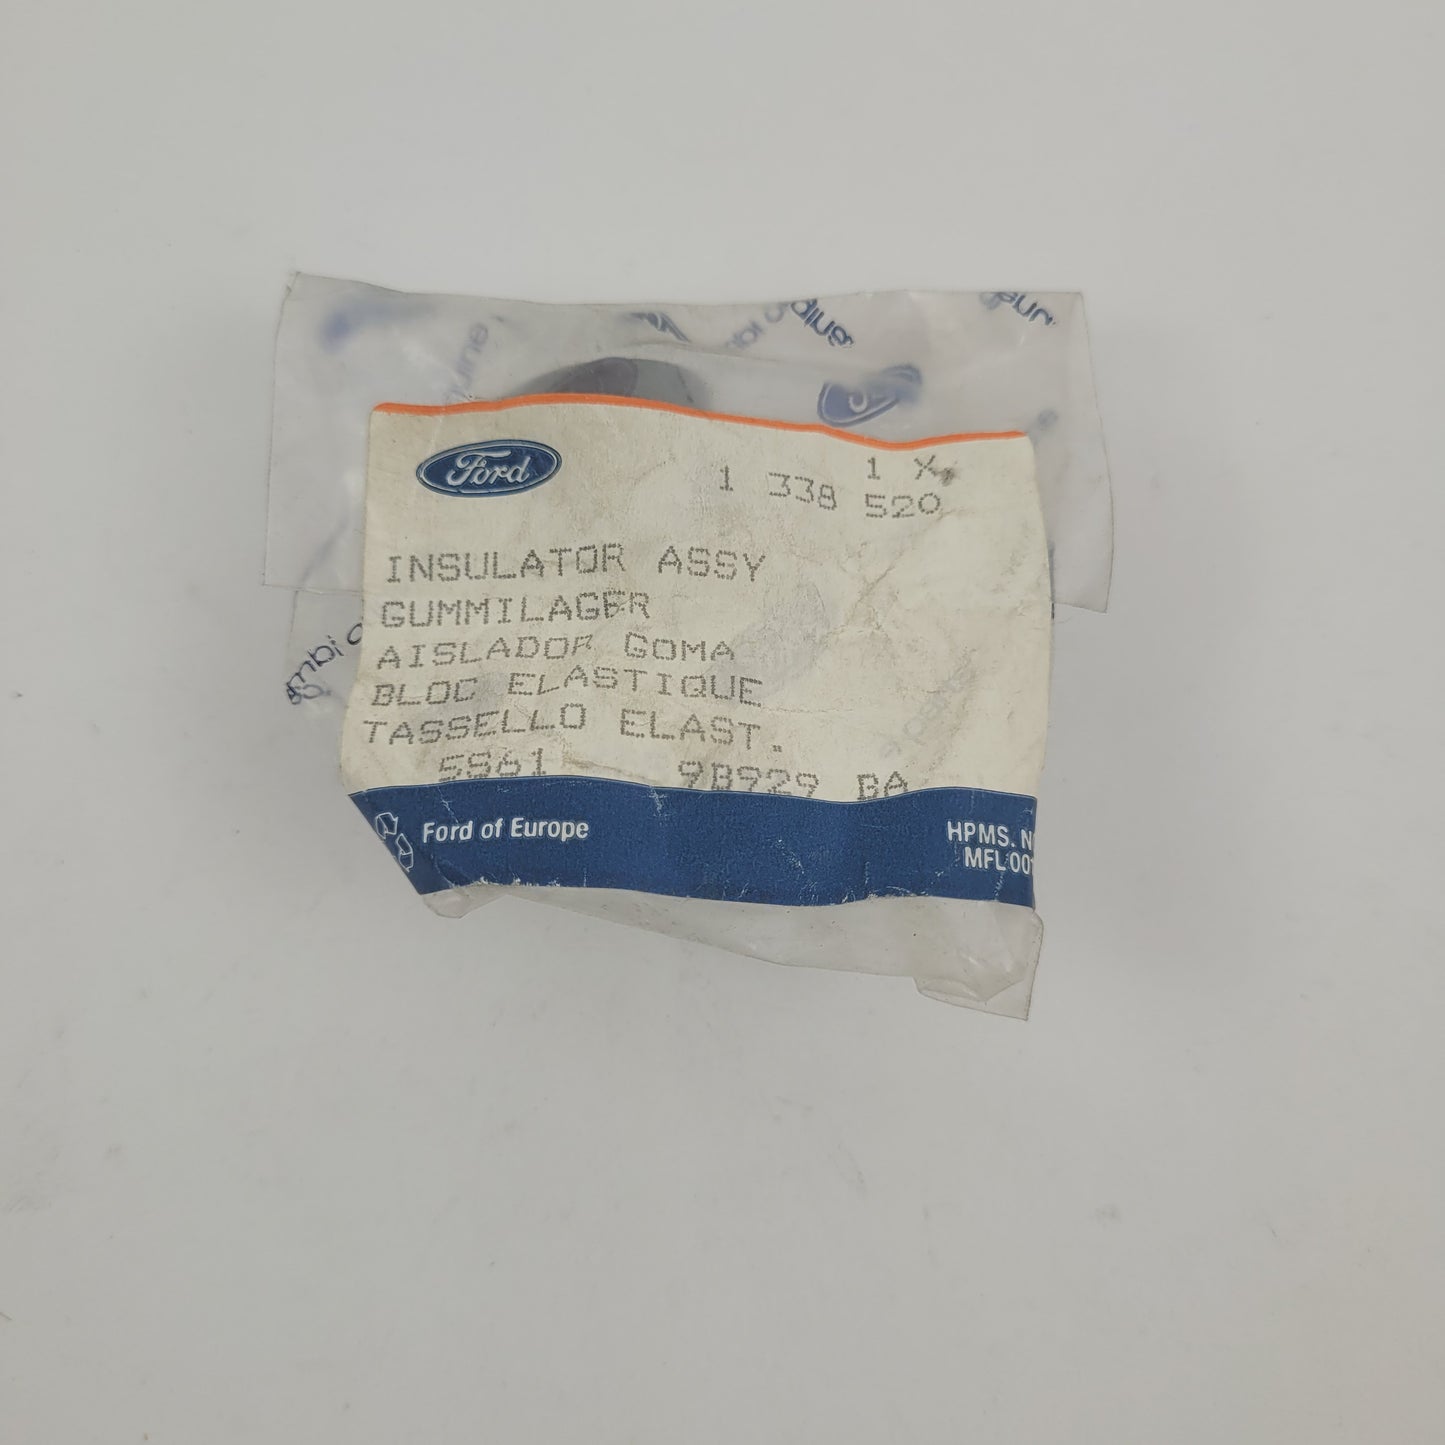 Ford
1 X
1 338 520
INSULATOR ASSY
GUMMILAGER
AISLADOR GOMA
BLOC ELASTIQUE
TASSELLO ELAST.
5S61 9B929 BA
Ford of Europe
HPMS. N
MFL 001